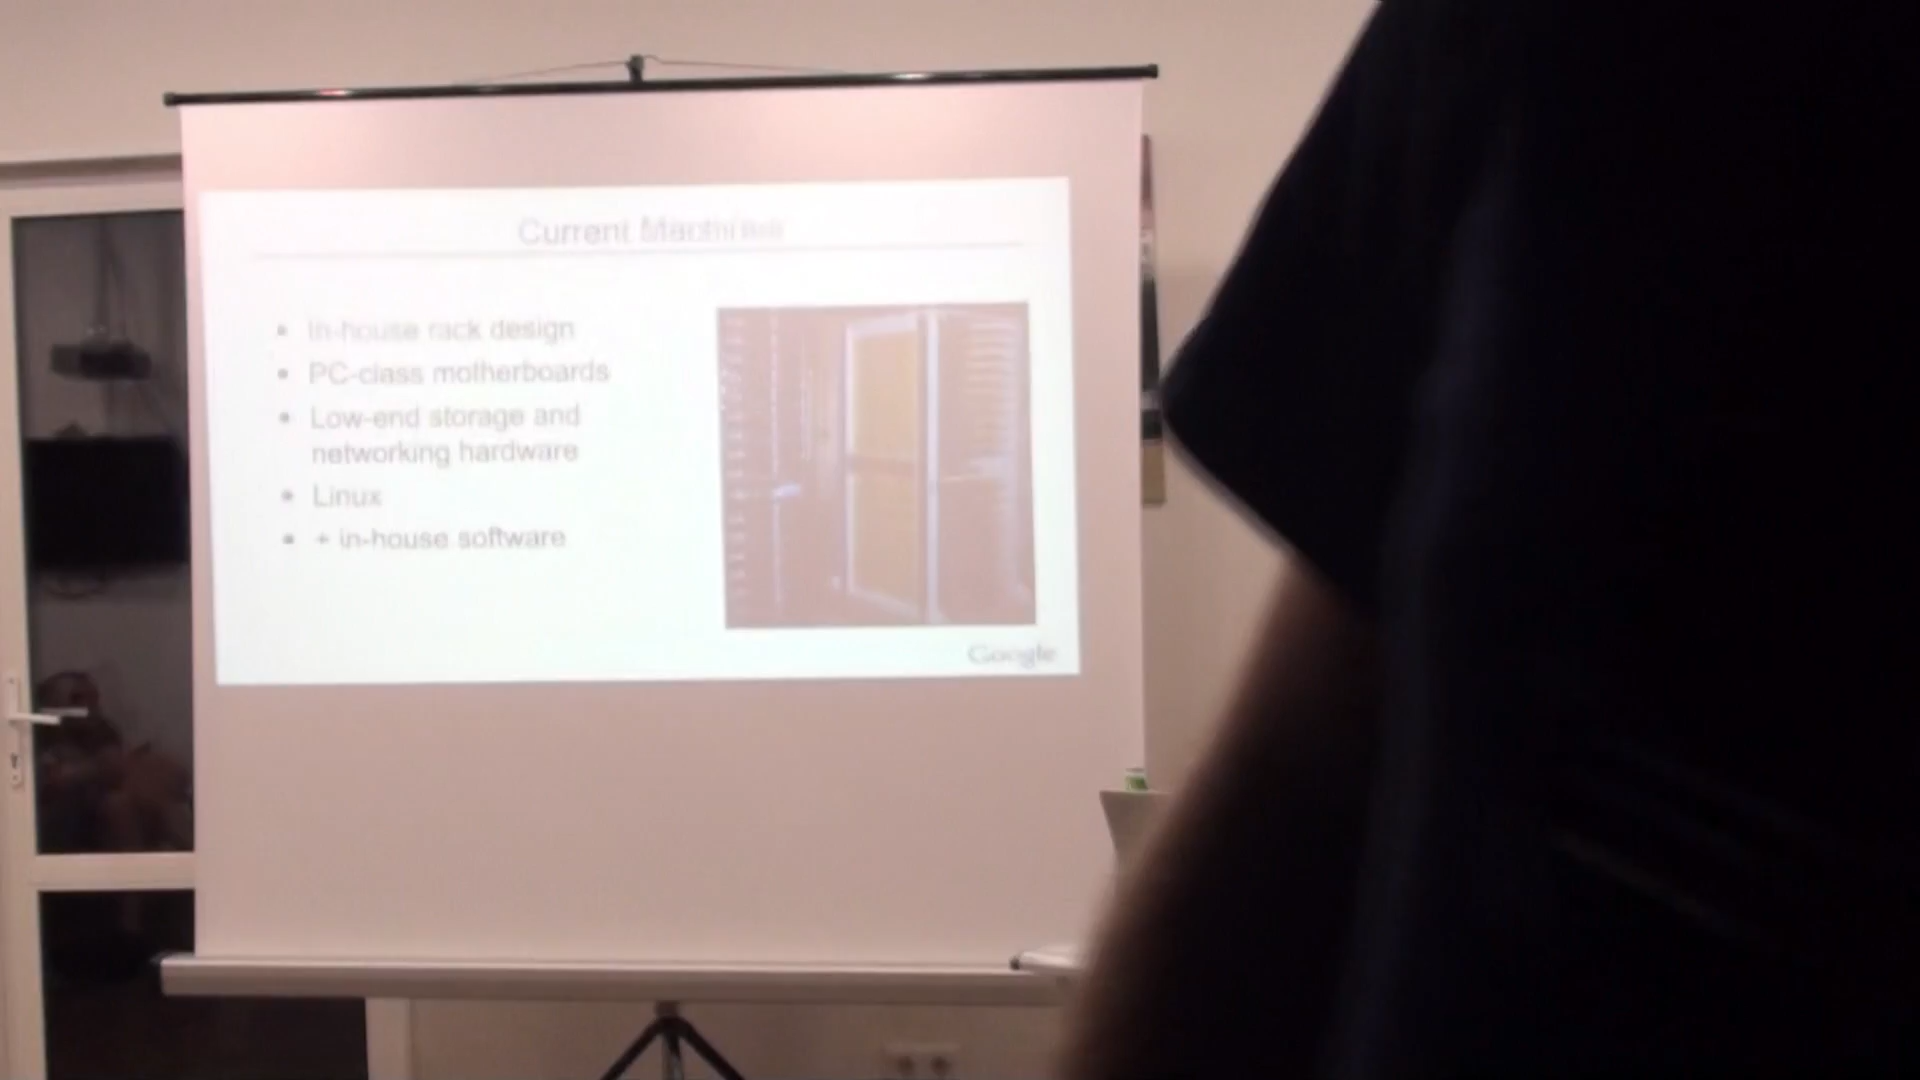 Current Machines
• In-house rack design
• PC-class motherboards
• Low-end storage and
networking hardware
• Linux
• + in-house software
Google